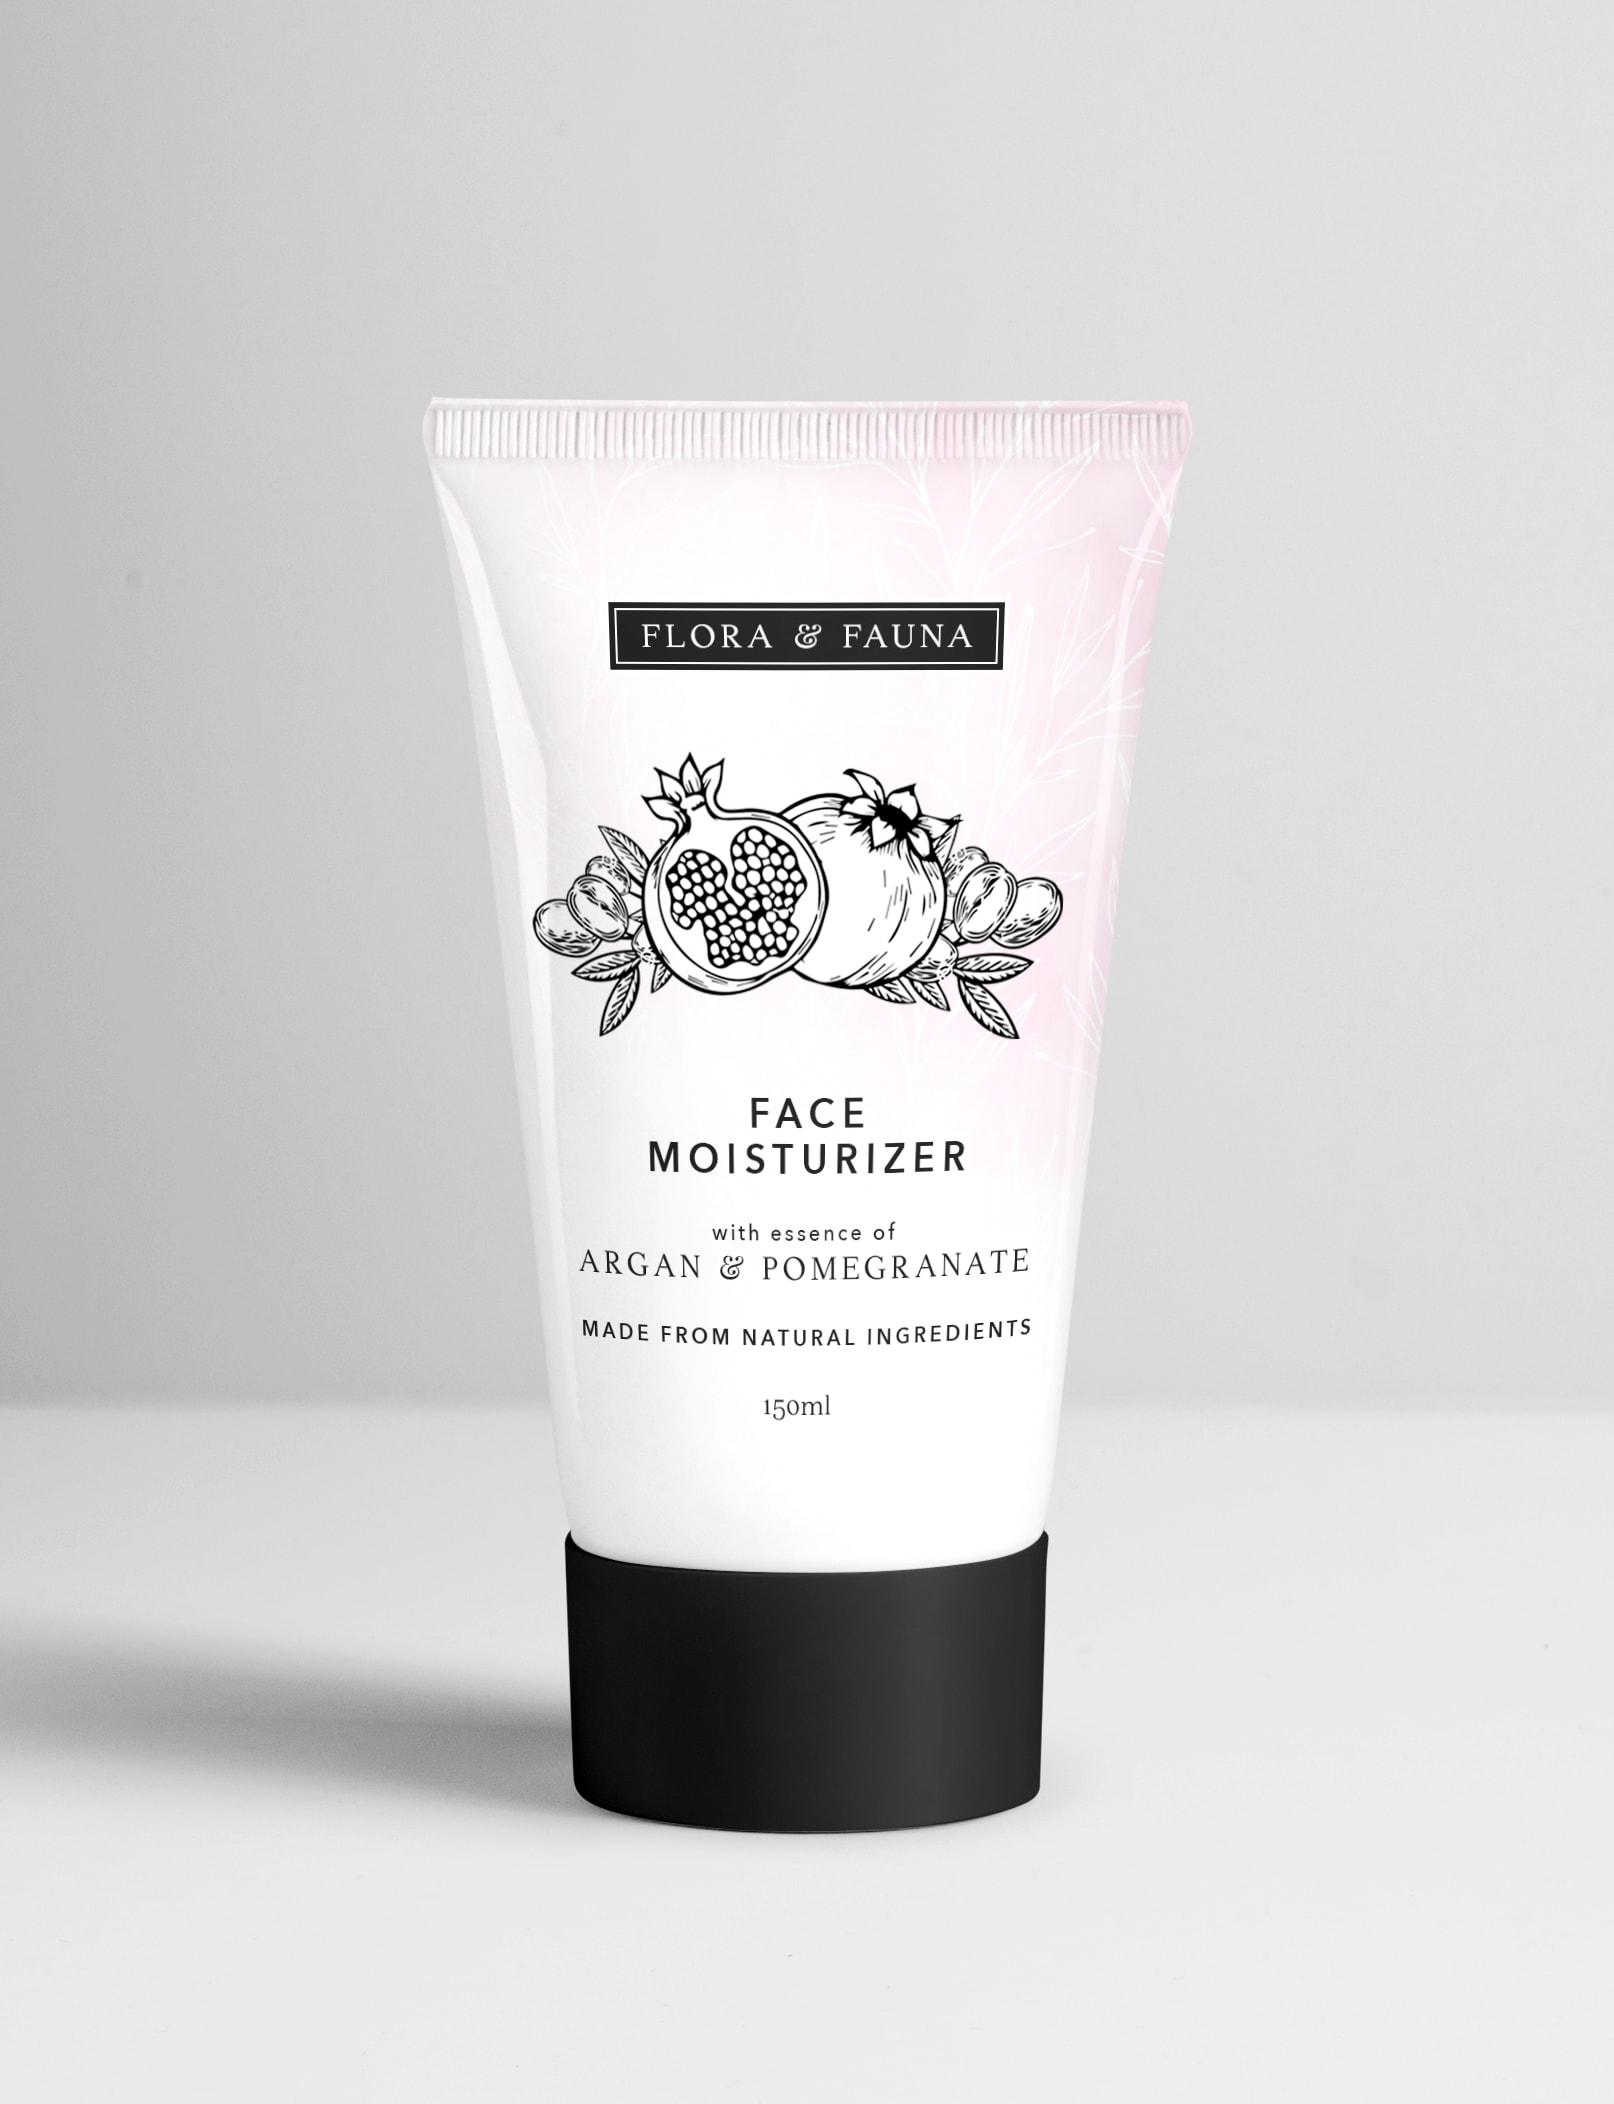 FLORA & FAUNA
FACE
MOISTURIZER
with essence of
ARGAN & POMEGRANATE
MADE FROM NATURAL INGREDIENTS
150ml